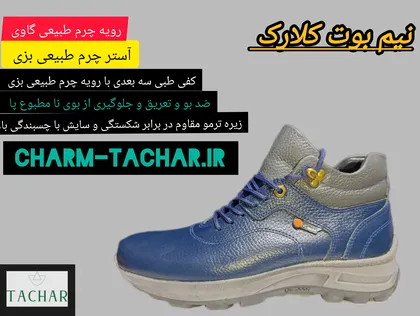 رویه چرم طبیعی گاوی
نیم بوت کلارک
آستر چرم طبیعی بزی
کفی طبی سه بعدی با رویه چرم طبیعی بزی
ضد بو و تعریق و جلوگیری از بوی نا مطبوع پا
زیره ترمو مقاوم در برابر شکستگی و سایش با چسبندگی با
CHARM-TACHAR.IR
TACHAR